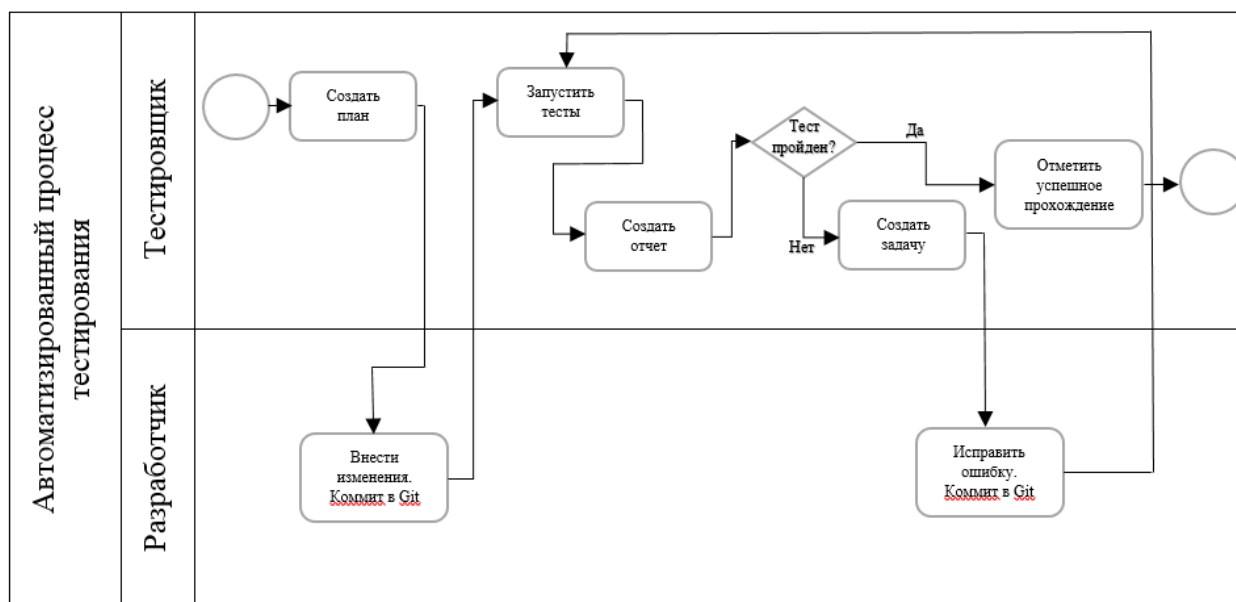 Автоматизированный процесс
тестирования
Тестировщик
Создать
план
Запустить
тесты
Тест
пройден?
Да
Отметить
успешное
прохождение
Создать
отчет
Нет
Создать
задачу
Разработчик
Внести
изменения.
Коммит в Git
Исправить
ошибку.
Коммит в Git